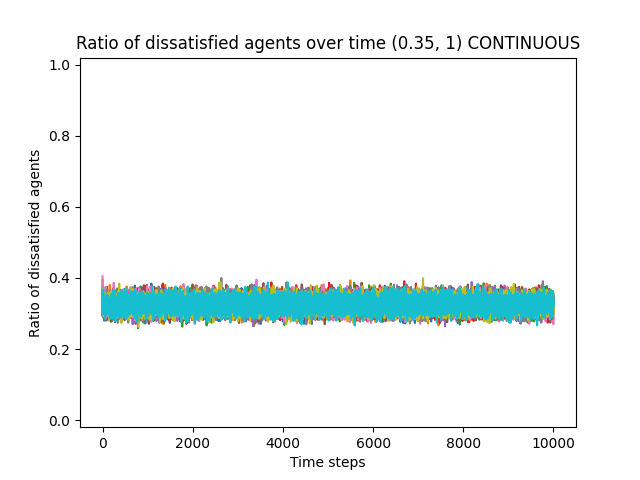 Ratio of dissatisfied agents over time (0.35, 1) CONTINUOUS
Ratio of dissatisfied agents
1.0
0.8
0.6
0.4
0.2
0.0
0 2000 4000 6000 8000 10000
Time steps